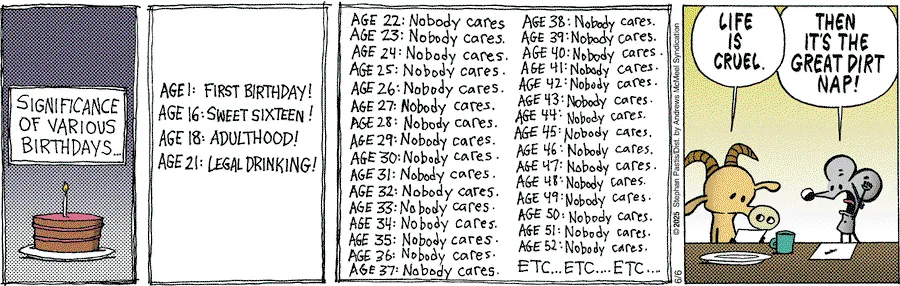 SIGNIFICANCE
OF VARIOUS
BIRTHDAYS...
AGE 1: FIRST BIRTHDAY!
AGE 16: SWEET SIXTEEN!
AGE 18: ADULTHOOD!
AGE 21: LEGAL DRINKING!
AGE 22: Nobody cares
AGE 23: Nobody cares.
AGE 24: Nobody cares.
AGE 25: Nobody cares.
AGE 26: Nobody cares.
AGE 27: Nobody cares.
AGE 28: Nobody cares.
AGE 29: Nobody cares.
AGE 30: Nobody cares.
AGE 31: Nobody cares.
AGE 32: Nobody cares.
AGE 33: Nobody cares.
AGE 34: Nobody cares.
AGE 35: Nobody cares.
AGE 36: Nobody cares.
AGE 37: Nobody cares.
AGE 38: Nobody cares.
AGE 39: Nobody cares.
AGE 40: Nobody cares.
AGE 41: Nobody cares.
AGE 42: Nobody cares.
AGE 43: Nobody cares.
AGE 44: Nobody cares.
AGE 45: Nobody cares.
AGE 46: Nobody cares.
AGE 47: Nobody cares.
AGE 48: Nobody cares.
AGE 49: Nobody cares.
AGE 50: Nobody cares.
AGE 51: Nobody cares.
AGE 52: Nobody cares.
ETC...ETC....ETC....
6/6 © 2025 Stephan Pastis/Dist. by Andrews McMeel Syndication
LIFE
IS
CRUEL.
THEN
IT'S THE
GREAT DIRT
NAP!